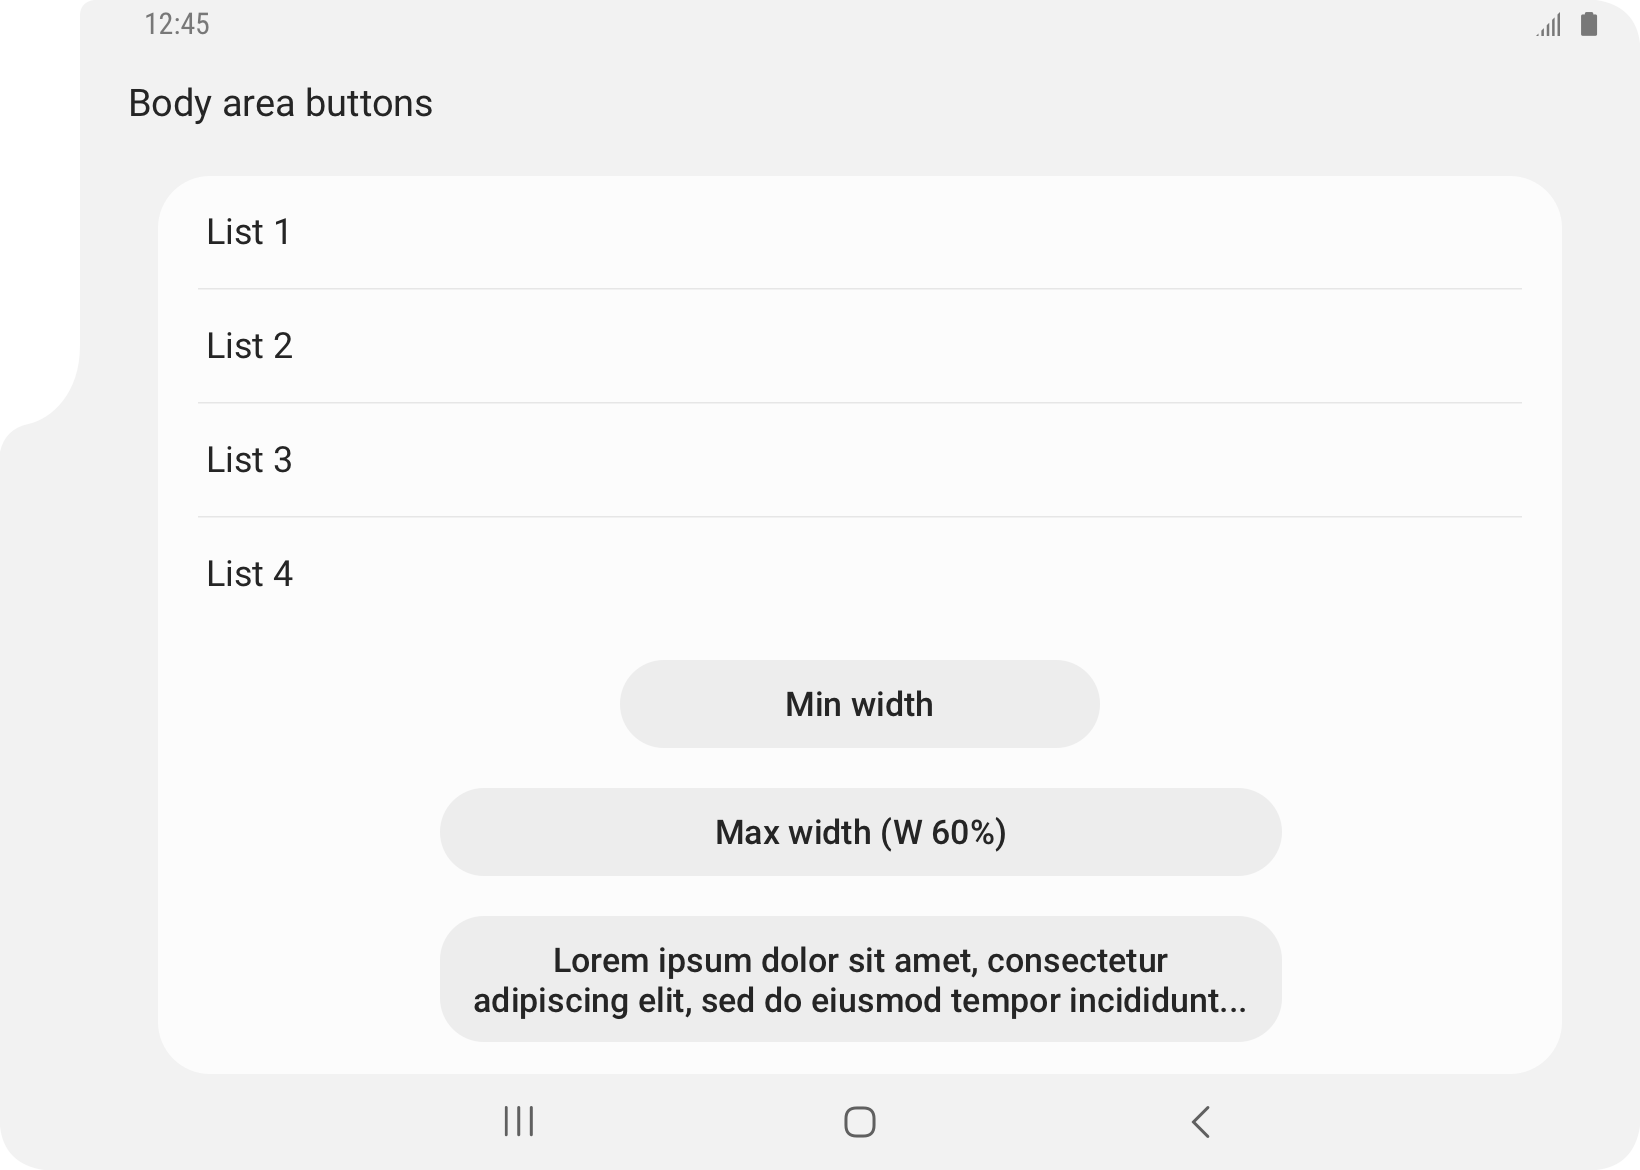 12:45
Body area buttons
List 1
List 2
List 3
List 4
Min width
Max width (W 60%)
Lorem ipsum dolor sit amet, consectetur
adipiscing elit, sed do eiusmod tempor incididunt...